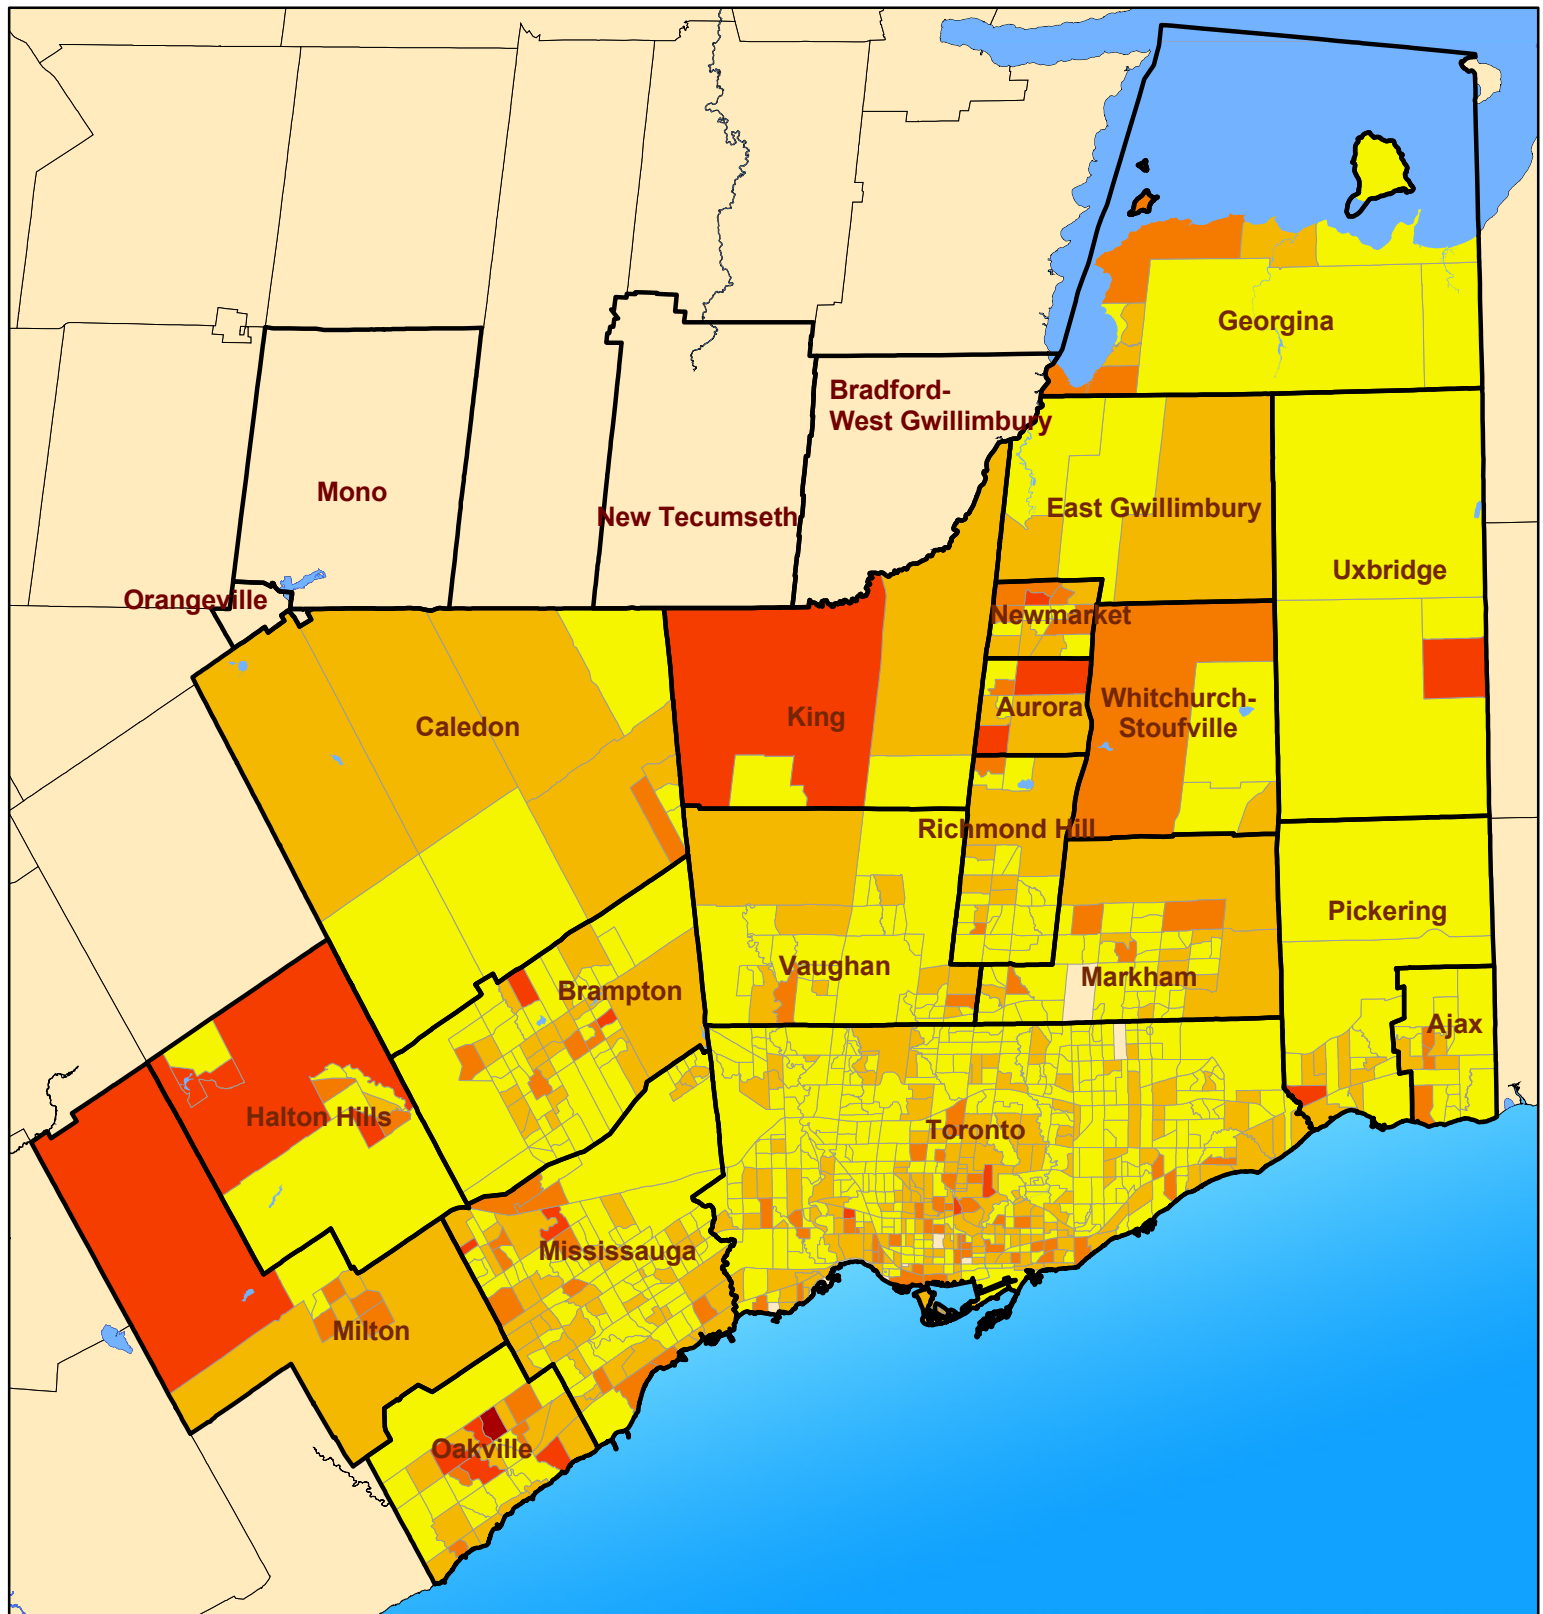 Georgina
Bradford-
West Gwillimbury
Mono
New Tecumseth
East Gwillimbury
Uxbridge
Orangeville
Newmarket
Caledon
King
Aurora
Whitchurch-
Stoufville
Richmond Hill
Pickering
Vaughan
Markham
Brampton
Ajax
Halton Hills
Toronto
Mississauga
Milton
Oakville